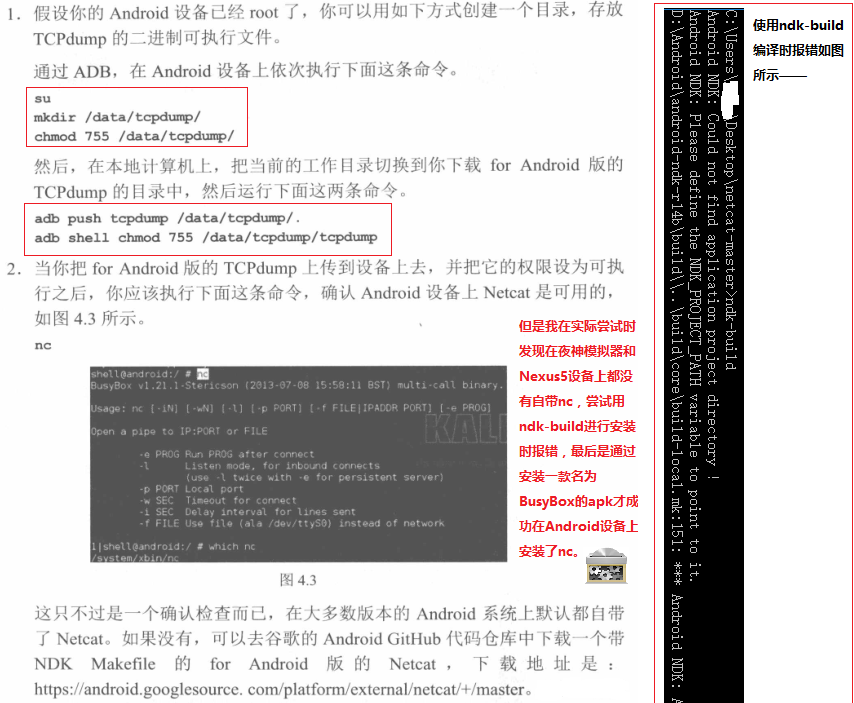 1. 假设你的 Android 设备已经 root 了，你可以用如下方式创建一个目录，存放
TCPdump 的二进制可执行文件。
通过 ADB，在 Android 设备上依次执行下面这条命令。
su
mkdir /data/tcpdump/
chmod 755 /data/tcpdump/
然后，在本地计算机上，把当前的工作目录切换到你下载 for Android 版的
TCPdump 的目录中，然后运行下面这两条命令。
adb push tcpdump /data/tcpdump/.
adb shell chmod 755 /data/tcpdump/tcpdump
2. 当你把 for Android 版的 TCPdump 上传到设备上去，并把它的权限设为可执
行之后，你应该执行下面这条命令，确认 Android 设备上 Netcat 是可用的，
如图 4.3 所示。
nc
shell@android:/ # nc
BusyBox v1.21.1-Stericson (2013-07-08 15:58:11 BST) multi-call binary.
Usage: nc [-iN] [-wN] [-l] [-p PORT] [-f FILE|IPADDR PORT] [-e PROG]
Open a pipe to IP:PORT or FILE
-e PROG Run PROG after connect
-l Listen mode, for inbound connects
(use -l twice with -e for persistent server)
-p PORT Local port
-w SEC Timeout for connect
-i SEC Delay interval for lines sent
-f FILE Use file (ala /dev/ttyS0) instead of network
1|shell@android:/ # which nc
/system/xbin/nc
KALI
图 4.3
这只不过是一个确认检查而已，在大多数版本的 Android 系统上默认都自带
了 Netcat。如果没有，可以去谷歌的 Android GitHub 代码仓库中下载一个带
NDK Makefile 的 for Android 版的 Netcat，下载地址是：
https://android.googlesource. com/platform/external/netcat/+/master。
但是我在实际尝试时
发现在夜神模拟器和
Nexus5设备上都没
有自带nc，尝试用
ndk-build进行安装
时报错，最后是通过
安装一款名为
BusyBox的apk才成
功在Android设备上
安装了nc。
C:\Users\ \Desktop\netcat-master>ndk-build
Android NDK: Could not find application project directory !
Android NDK: Please define the NDK_PROJECT_PATH variable to point to it.
D:\Android\android-ndk-r14b\build\\..\build\core\build-local.mk:151: *** Android NDK: A
使用ndk-build
编译时报错如图
所示——